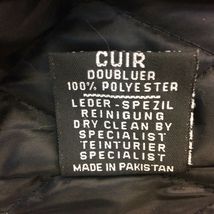 CUIR
DOUBLUER
100% POLYESTER
LEDER-SPEZIL
REINIGUNG
DRY CLEAN BY
SPECIALIST
TEINTURIER
SPECIALIST
MADE IN PAKISTAN